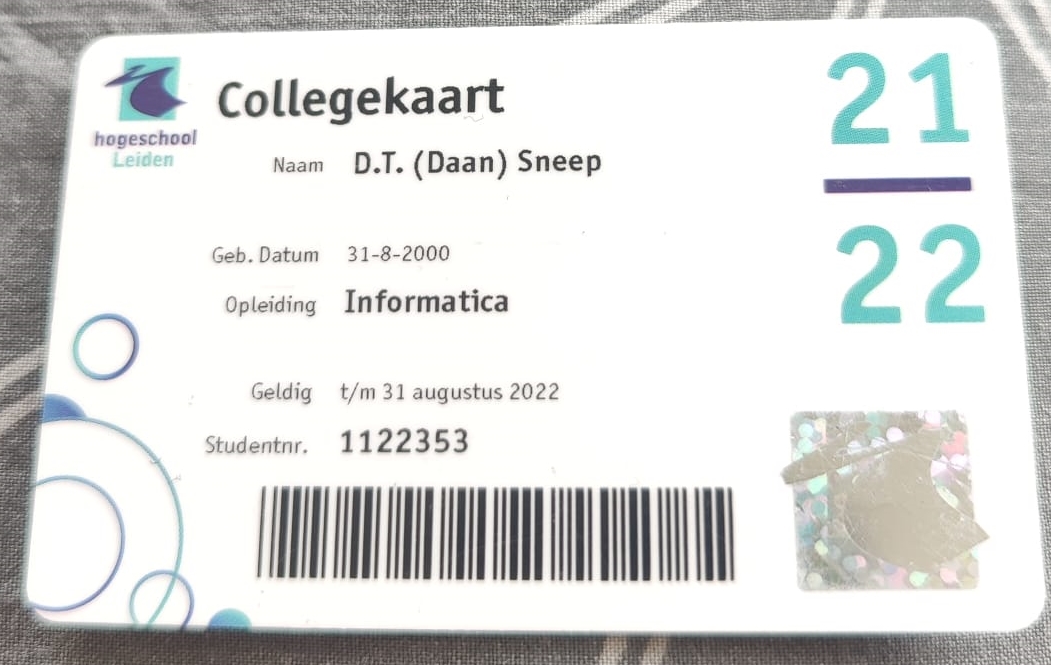 hogeschool
Leiden
Collegekaart
Naam D.T. (Daan) Sneep
Geb. Datum 31-8-2000
Opleiding Informatica
Geldig t/m 31 augustus 2022
Studentnr. 1122353
21
22